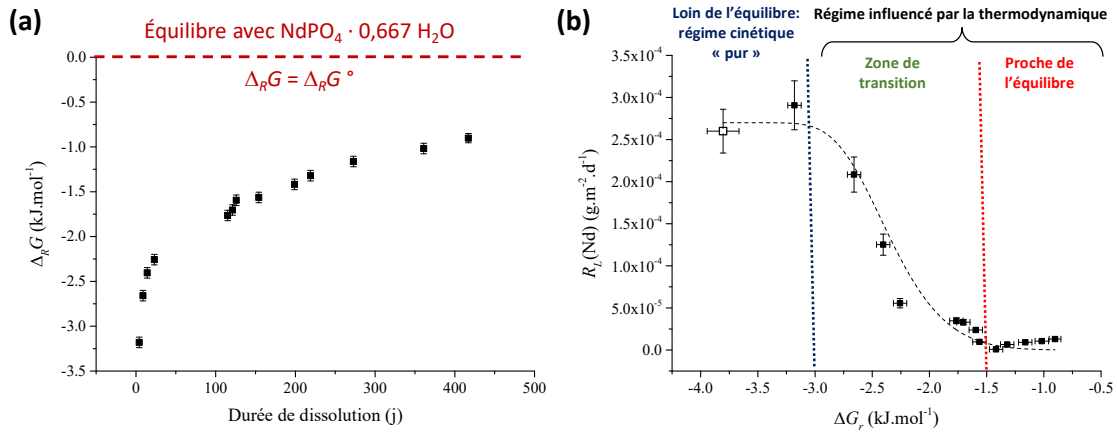 (a)
Équilibre avec NdPO4 · 0,667 H2O
ΔRG = ΔRG °
0.0
-0.5
-1.0
-1.5
-2.0
-2.5
-3.0
-3.5
ΔRG (kJ.mol-1)
0
100
200
300
400
500
Durée de dissolution (j)
(b)
Loin de l’équilibre:
régime cinétique
« pur »
Régime influencé par la thermodynamique
Zone de
transition
Proche de
l’équilibre
3.5x10-4
3.0x10-4
2.5x10-4
2.0x10-4
1.5x10-4
1.0x10-4
5.0x10-5
0.0
RL(Nd) (g.m-2.d-1)
-4.0
-3.5
-3.0
-2.5
-2.0
-1.5
-1.0
-0.5
ΔGr (kJ.mol-1)